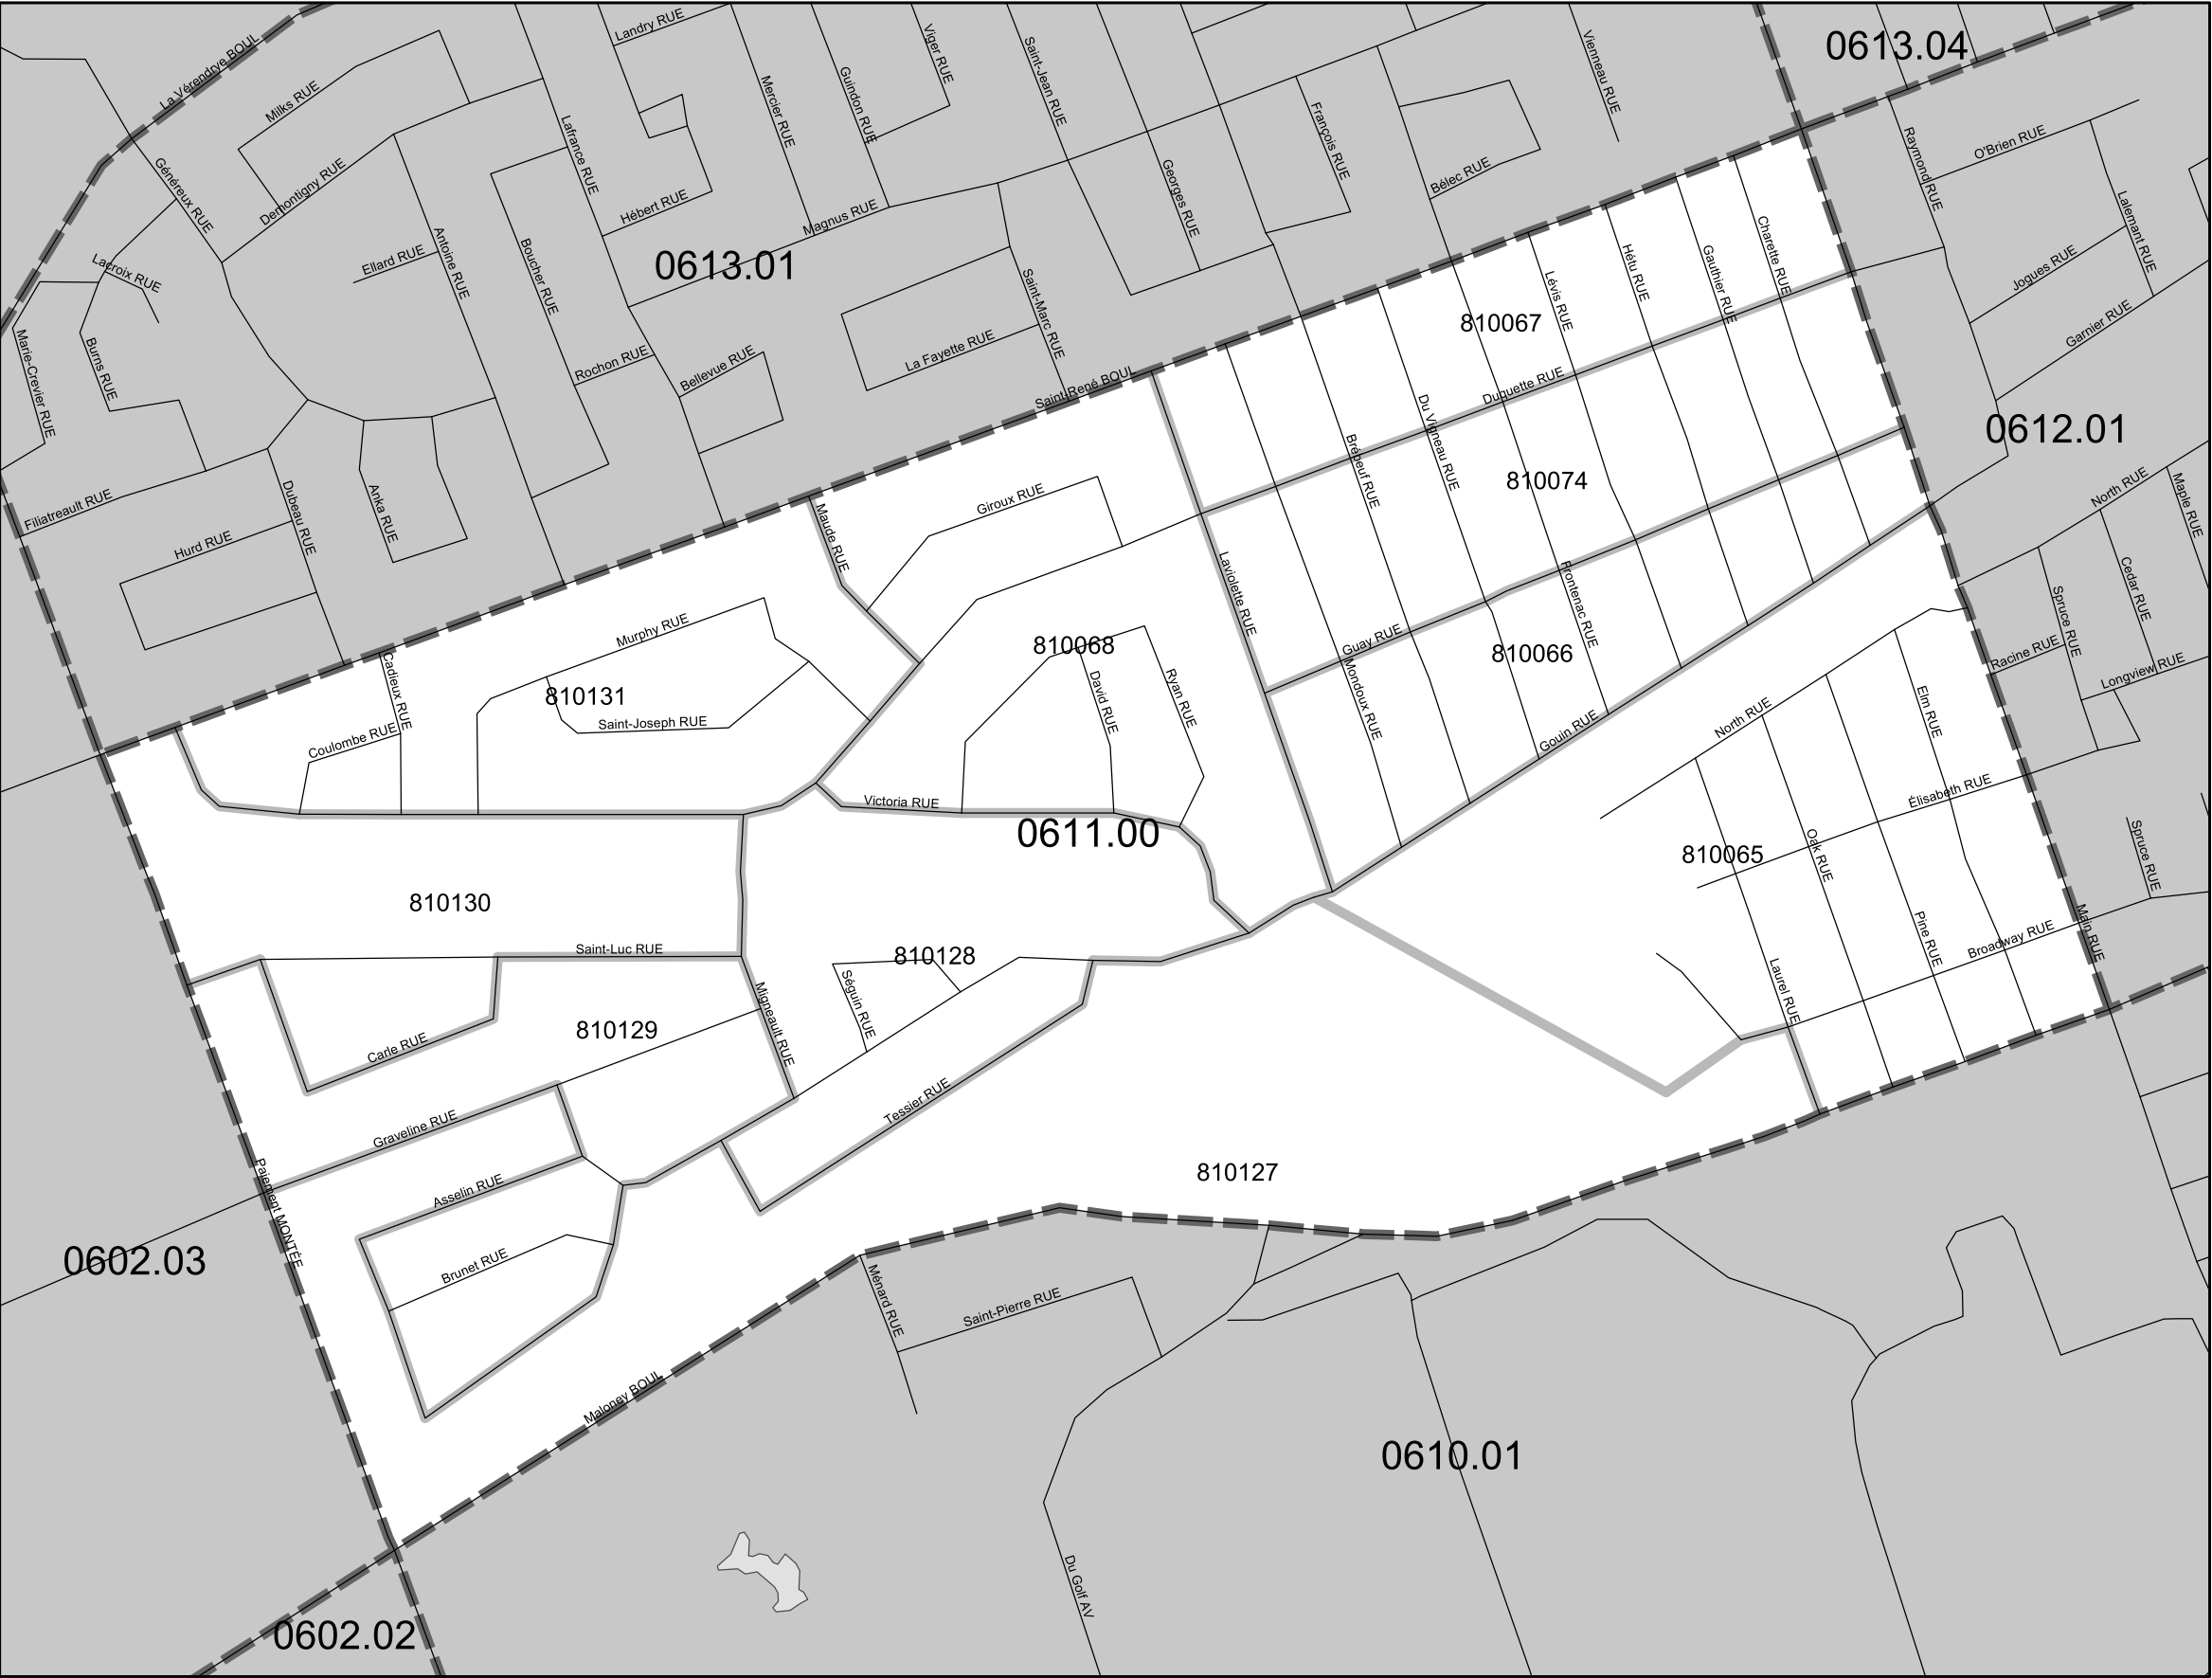 Landry RUE
Viger RUE
Vienneau RUE
0613.04
La Vérendrye BOUL
Milks RUE
Mercier RUE
Guindon RUE
Saint-Jean RUE
François RUE
Bélec RUE
Raymond RUE
O'Brien RUE
Généreux RUE
Demontigny RUE
Lafrance RUE
Georges RUE
Hébert RUE
Magnus RUE
Lalemant RUE
Lacroix RUE
Ellard RUE
Antoine RUE
Boucher RUE
0613.01
Saint-Marc RUE
Charette RUE
Gauthier RUE
Hétu RUE
Lévis RUE
Jogues RUE
Garnier RUE
810067
Marie-Crevier RUE
Burns RUE
Rochon RUE
Bellevue RUE
La Fayette RUE
Saint-René BOUL
Duquette RUE
Du Vigneau RUE
Brébeuf RUE
0612.01
Filiatreault RUE
Dubeau RUE
Anka RUE
Hurd RUE
Maude RUE
Giroux RUE
810074
North RUE
Maple RUE
Laviolette RUE
Frontenac RUE
Cedar RUE
Spruce RUE
Murphy RUE
810068
Guay RUE
810066
Racine RUE
Longview RUE
Cadieux RUE
810131
Saint-Joseph RUE
David RUE
Ryan RUE
Mondoux RUE
Coulombe RUE
Gouin RUE
North RUE
Elm RUE
Victoria RUE
0611.00
Élisabeth RUE
810065
Oak RUE
Spruce RUE
810130
Saint-Luc RUE
810128
Séguin RUE
Pine RUE
Broadway RUE
Main RUE
Laurel RUE
Migneault RUE
810129
Carle RUE
Graveline RUE
Tessier RUE
810127
Asselin RUE
Paiement MONTÉE
Brunet RUE
0602.03
Ménard RUE
Saint-Pierre RUE
Maloney BOUL
0610.01
Du Golf AV
0602.02